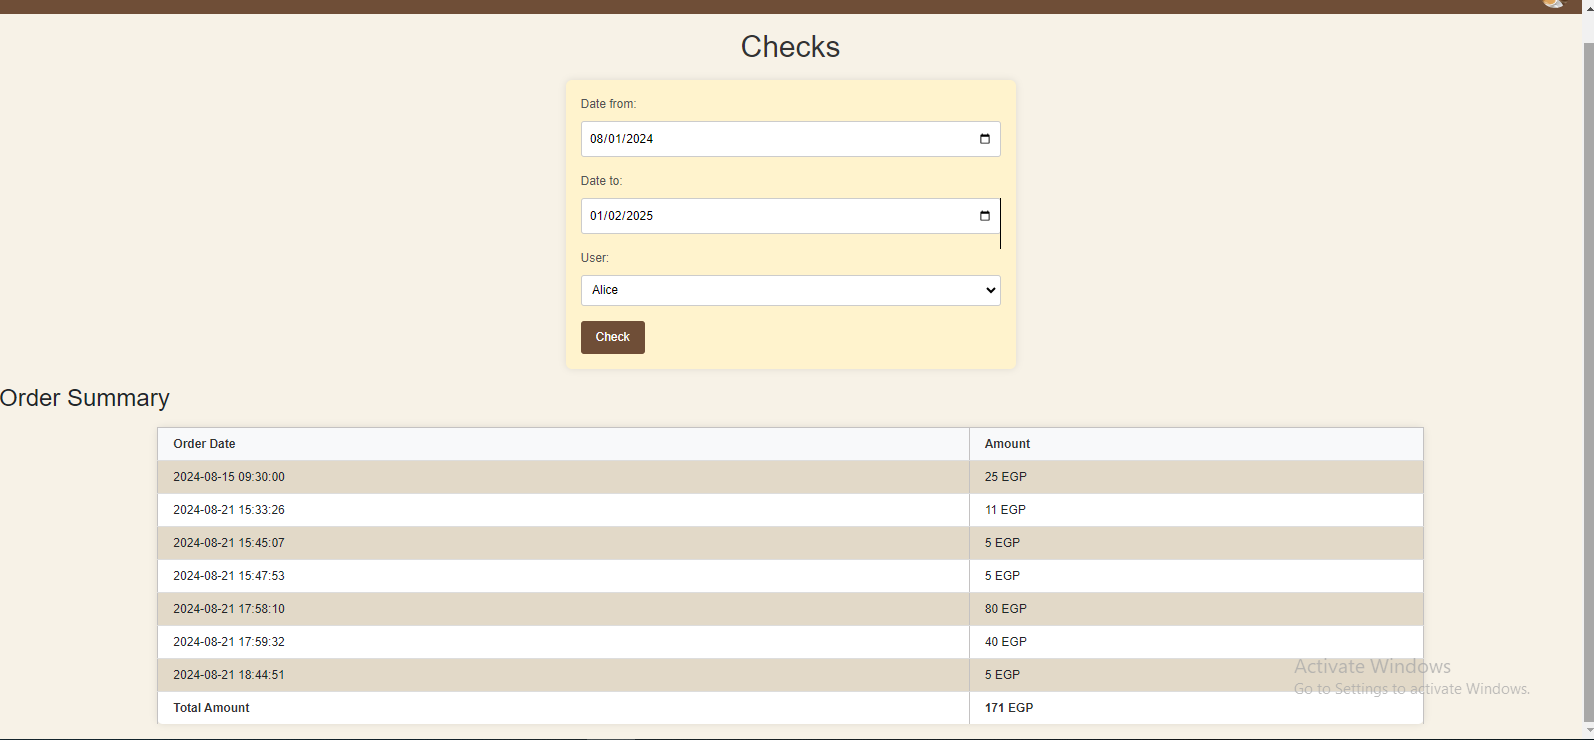 Checks
Date from:
08/01/2024
Date to:
01/02/2025
User:
Alice
Check
Order Summary
Order Date Amount
2024-08-15 09:30:00 25 EGP
2024-08-21 15:33:26 11 EGP
2024-08-21 15:45:07 5 EGP
2024-08-21 15:47:53 5 EGP
2024-08-21 17:58:10 80 EGP
2024-08-21 17:59:32 40 EGP
2024-08-21 18:44:51 5 EGP
Total Amount 171 EGP
Activate Windows
Go to Settings to activate Windows.